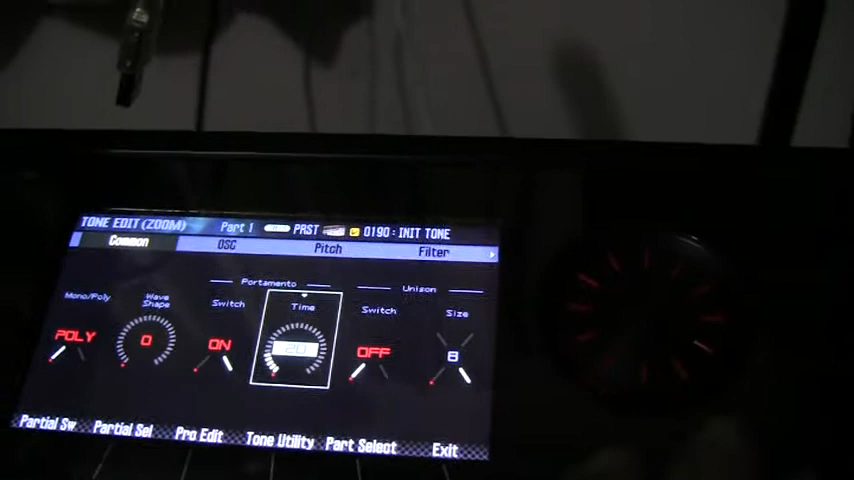 TONE EDIT (ZOOM) Part 1 PRST 0190: INIT TONE
Common OSC Pitch Filter
Portamento Unison
Mono/Poly Wave Shape Switch Time Switch Size
POLY 0 ON 20 OFF 8
Partial Sw Partial Sel Pro Edit Tone Utility Part Select Exit